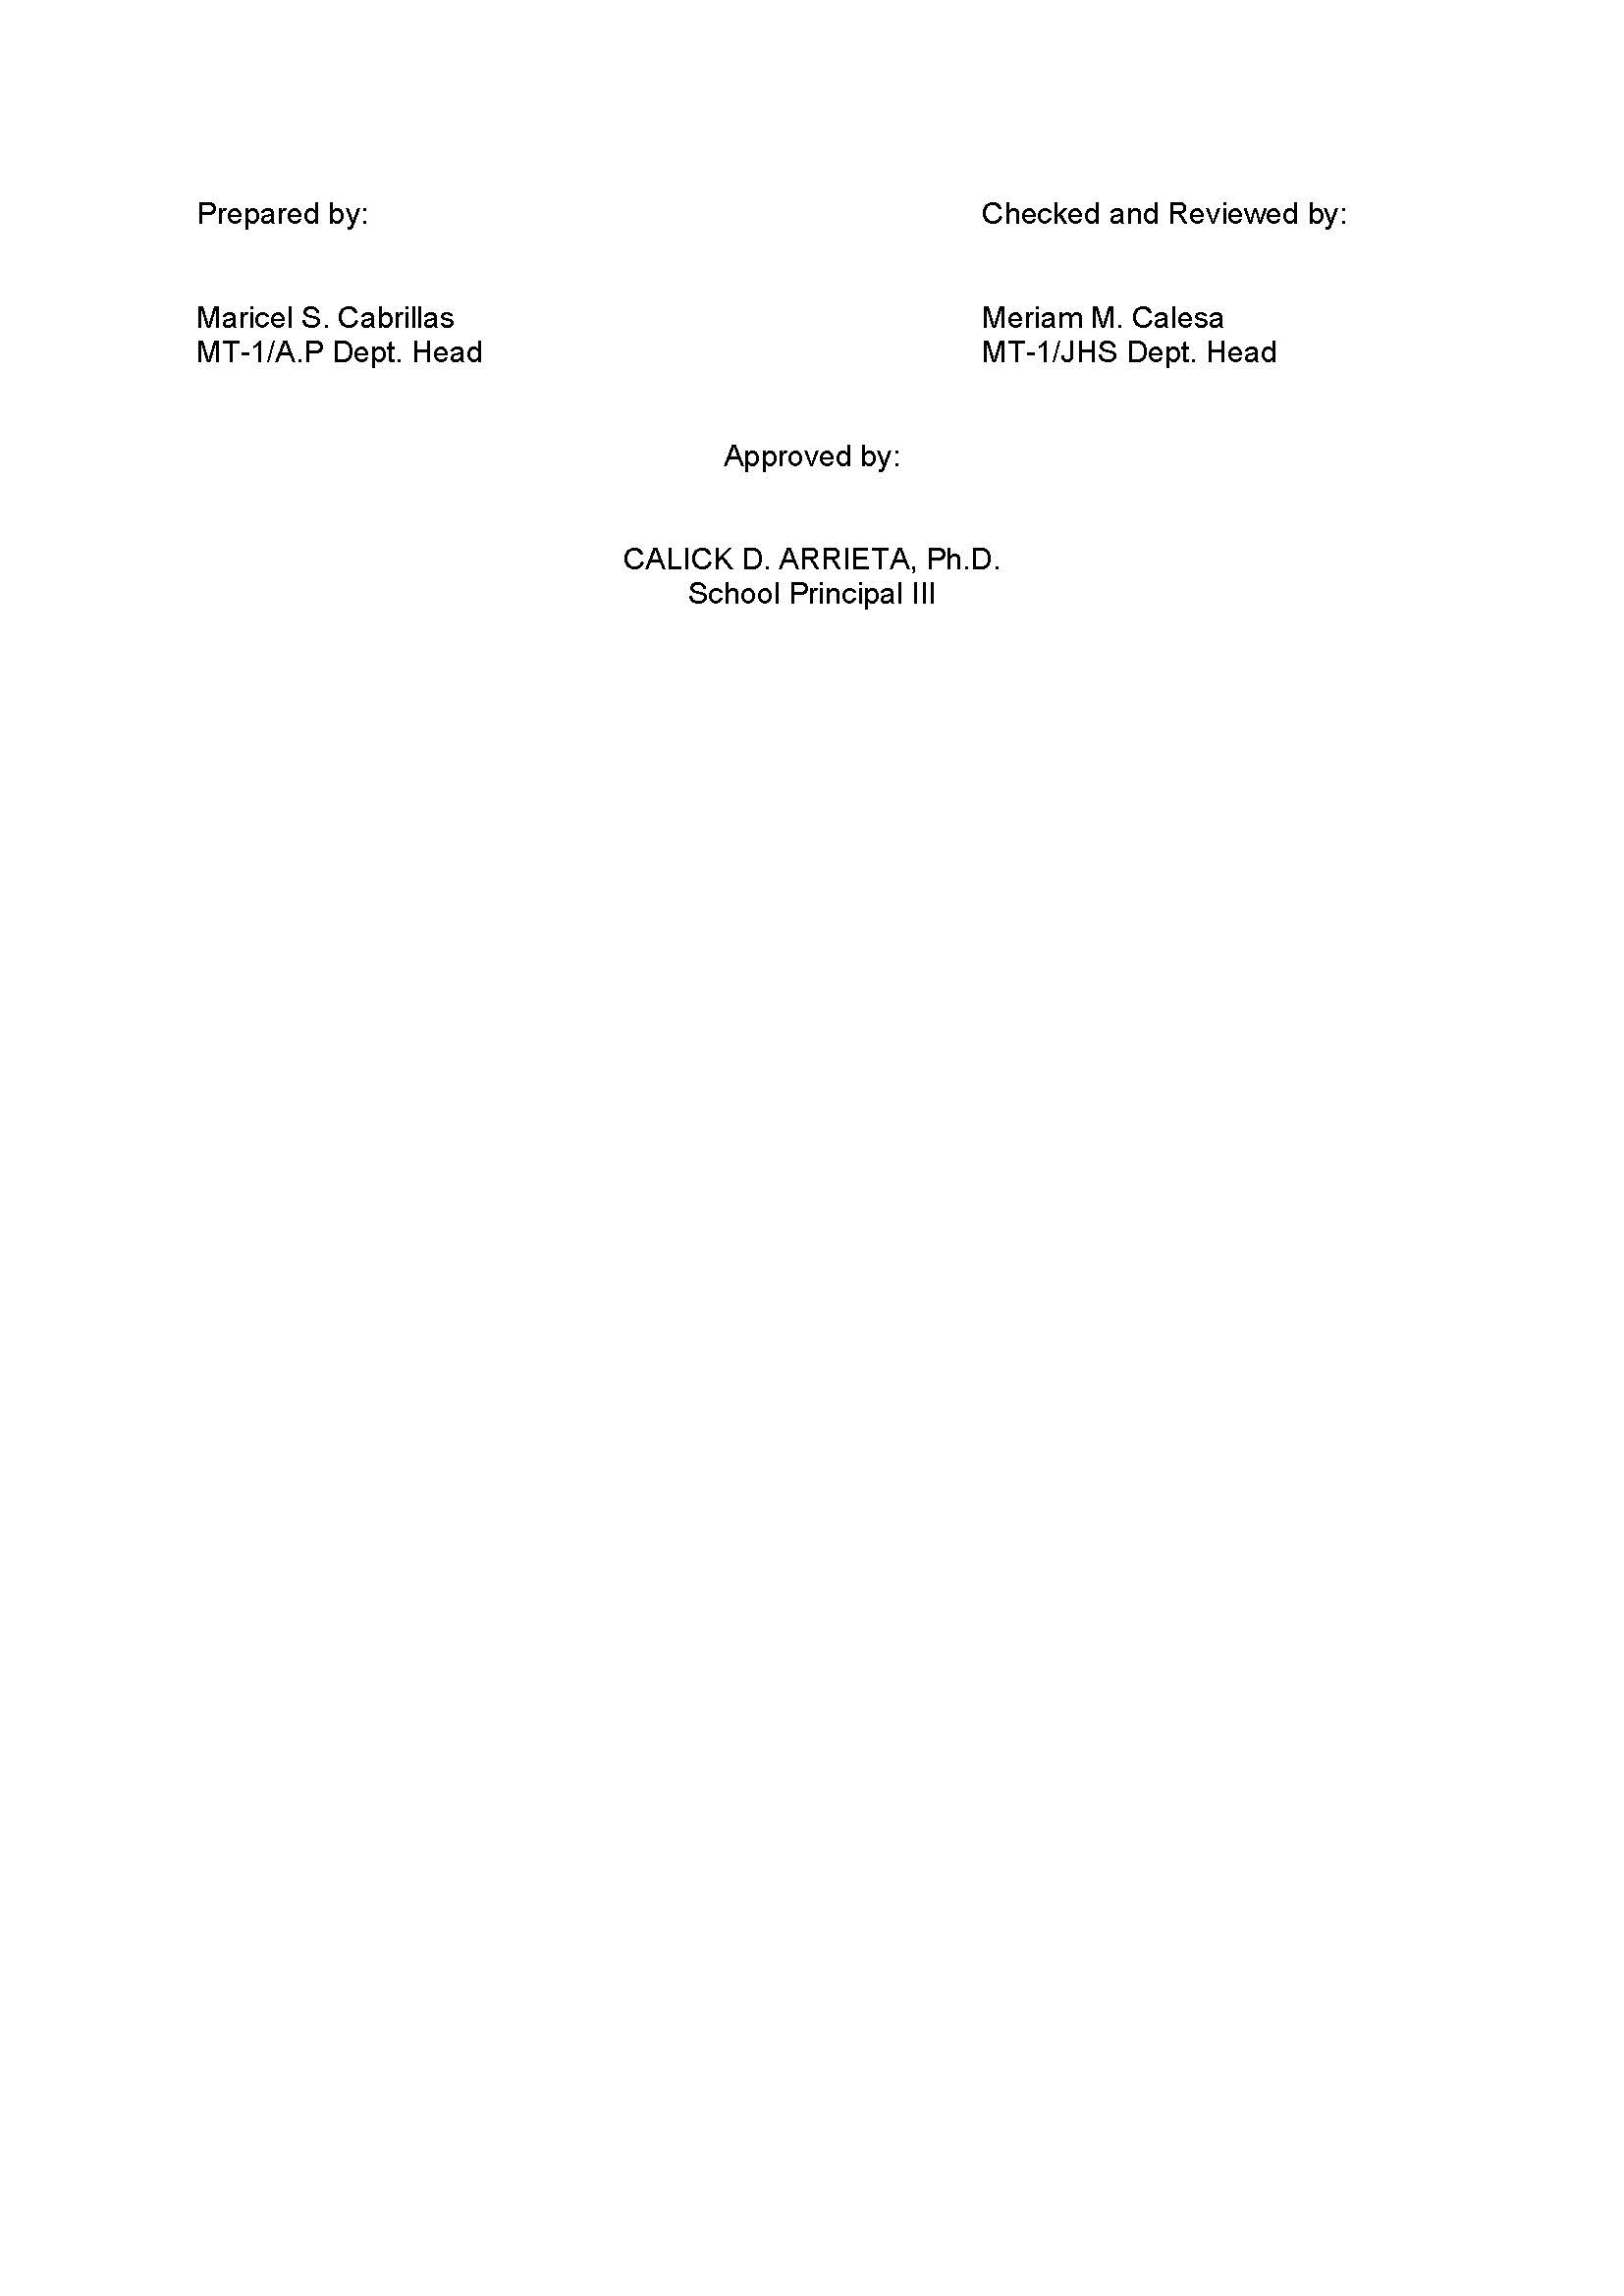 Prepared by:
Checked and Reviewed by:
Maricel S. Cabrillas
MT-1/A.P Dept. Head
Meriam M. Calesa
MT-1/JHS Dept. Head
Approved by:
CALICK D. ARRIETA, Ph.D.
School Principal III